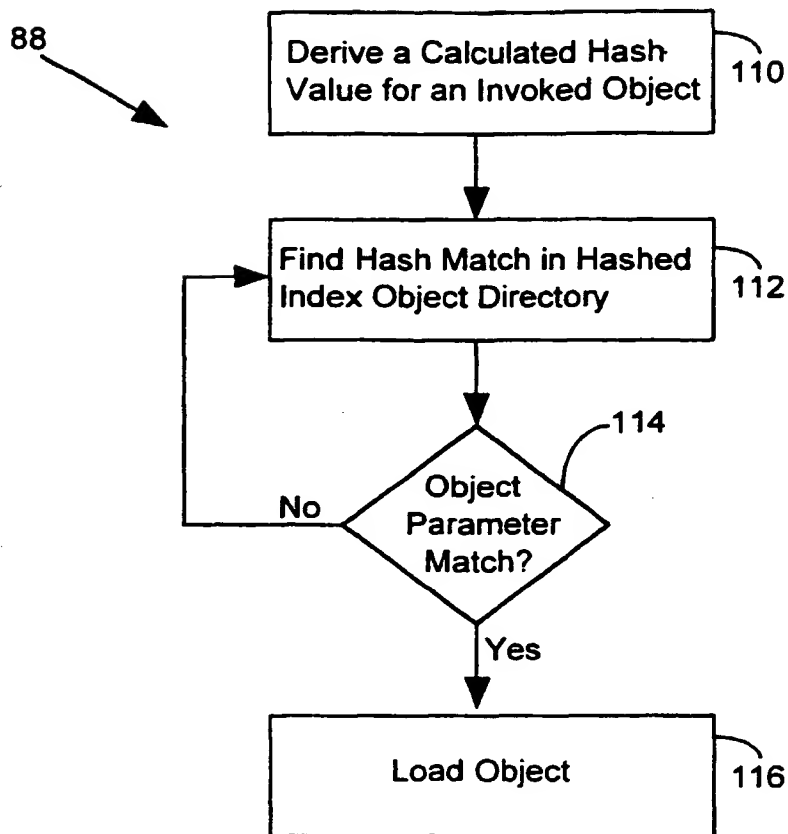 88
Derive a Calculated Hash
Value for an Invoked Object
110
Find Hash Match in Hashed
Index Object Directory
112
114
Object
Parameter
Match?
No
Yes
Load Object
116